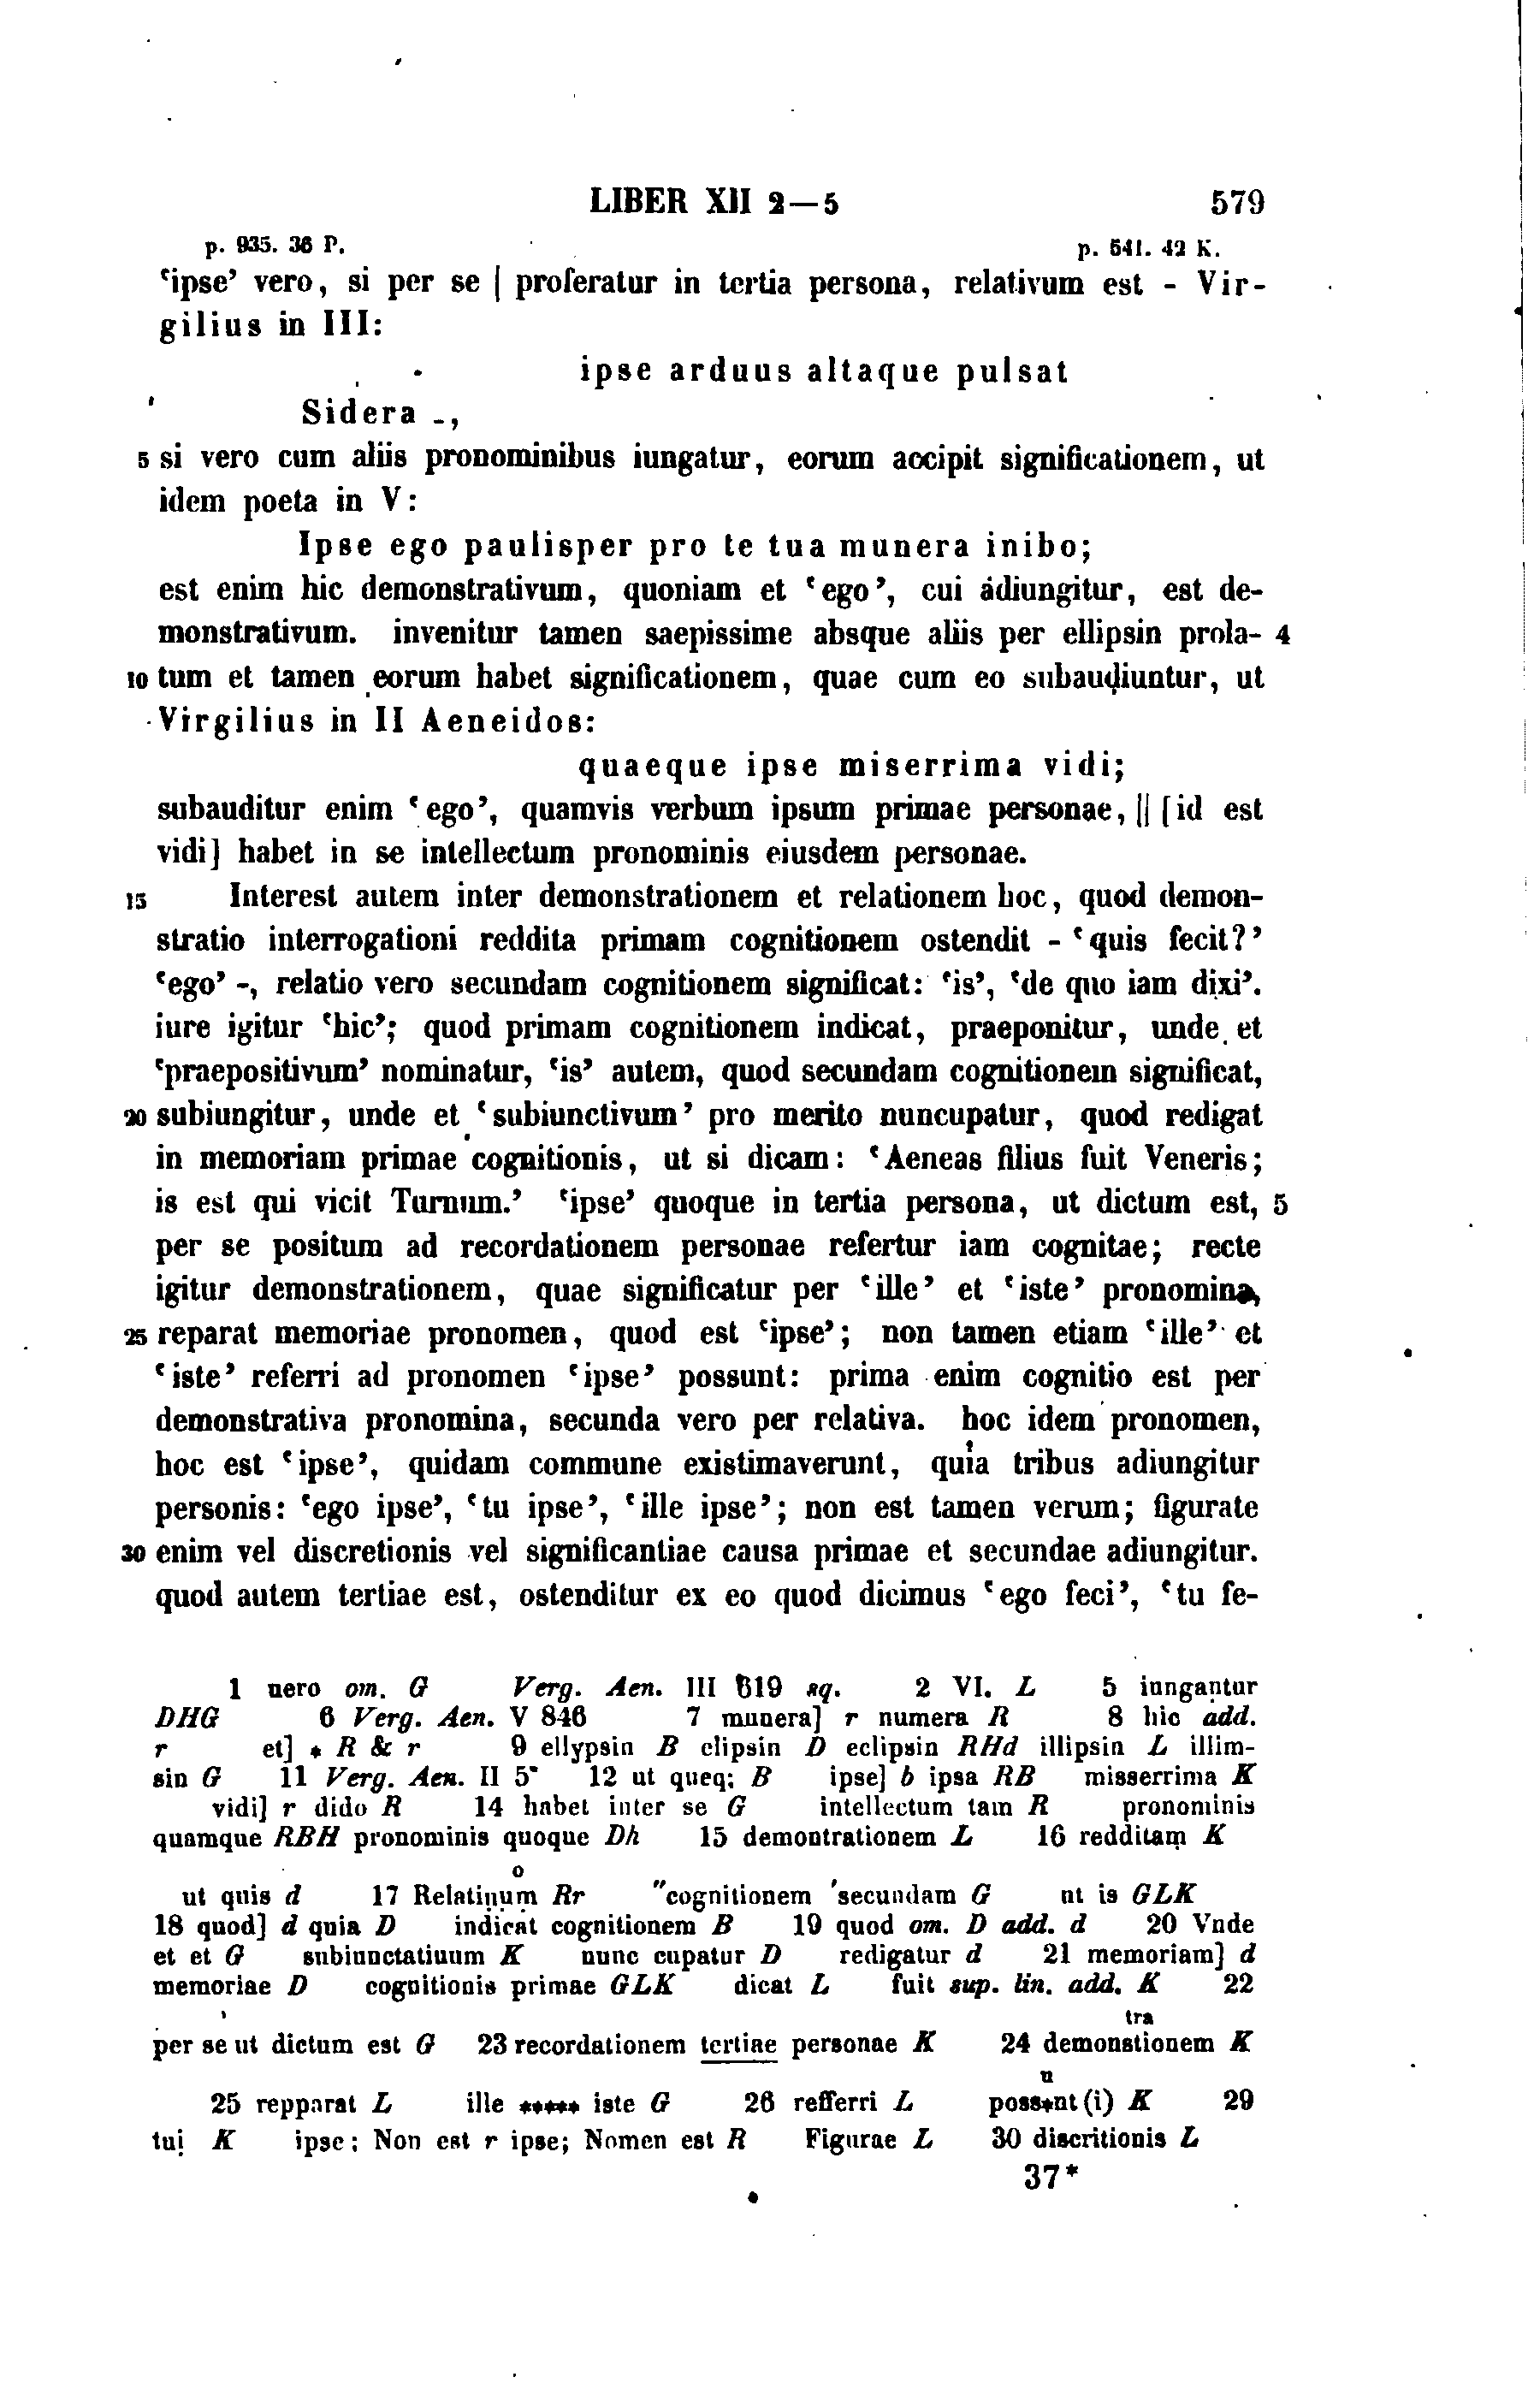 LIBER XII 2—5 579
p. 935. 36 P. p. 541. 42 K.
‘ipse’ vero, si per se | proferatur in tertia persona, relativum est - Vir-
gilius in III:
ipse arduus altaque pulsat
Sidera -,
5 si vero cum aliis pronominibus iungatur, eorum accipit significationem, ut
idem poeta in V:
Ipse ego paulisper pro te tua munera inibo;
est enim hic demonstrativum, quoniam et ‘ego’, cui adiungitur, est de-
monstrativum. invenitur tamen saepissime absque aliis per ellipsin prola- 4
10 tum et tamen eorum habet significationem, quae cum eo subaudiuntur, ut
Virgilius in II Aeneidos:
quaeque ipse miserrima vidi;
subauditur enim ‘ego’, quamvis verbum ipsum primae personae, || [id est
vidi] habet in se intellectum pronominis eiusdem personae.
15 Interest autem inter demonstrationem et relationem hoc, quod demon-
stratio interrogationi reddita primam cognitionem ostendit - ‘quis fecit?’
‘ego’ -, relatio vero secundam cognitionem significat: ‘is’, ‘de quo iam dixi’.
iure igitur ‘hic’; quod primam cognitionem indicat, praeponitur, unde et
‘praepositivum’ nominatur, ‘is’ autem, quod secundam cognitionem significat,
20 subiungitur, unde et ‘subiunctivum’ pro merito nuncupatur, quod redigat
in memoriam primae cognitionis, ut si dicam: ‘Aeneas filius fuit Veneris;
is est qui vicit Turnum.’ ‘ipse’ quoque in tertia persona, ut dictum est, 5
per se positum ad recordationem personae refertur iam cognitae; recte
igitur demonstrationem, quae significatur per ‘ille’ et ‘iste’ pronomina,
25 reparat memoriae pronomen, quod est ‘ipse’; non tamen etiam ‘ille’ et
‘iste’ referri ad pronomen ‘ipse’ possunt: prima enim cognitio est per
demonstrativa pronomina, secunda vero per relativa. hoc idem pronomen,
hoc est ‘ipse’, quidam commune existimaverunt, quia tribus adiungitur
personis: ‘ego ipse’, ‘tu ipse’, ‘ille ipse’; non est tamen verum; figurate
30 enim vel discretionis vel significantiae causa primae et secundae adiungitur.
quod autem tertiae est, ostenditur ex eo quod dicimus ‘ego feci’, ‘tu fe-
1 uero om. G Verg. Aen. III 619 sq. 2 VI. L 5 iungantur
DHG 6 Verg. Aen. V 846 7 munera] r numera R 8 hic add.
r et] * R & r 9 ellypsin B elipsin D eclipsin RHd illipsin L illim-
sin G 11 Verg. Aen. II 5 12 ut queq; B ipse] b ipsa RB misserrima K
vidi] r dido R 14 habet inter se G intellectum tam R pronominis
quamque RBH pronominis quoque Dh 15 demontrationem L 16 redditaṃ K
o
ut quis d 17 Relatiụụṃ Rr "cognitionem 'secundam G ut is GLK
18 quod] d quia D indicat cognitionem B 19 quod om. D add. d 20 Vnde
et et G subiunctatiuum K nunc cupatur D redigatur d 21 memoriam] d
memoriae D cognitionis primae GLK dicat L fuit sup. lin. add. K 22
tra
per se ut dictum est G 23 recordationem tertiae personae K 24 demonstionem K
u
25 repparat L ille ***** iste G 26 refferri L poss*nt (i) K 29
tuị K ipse; Non est r ipse; Nomen est R Figurae L 30 discritionis L
37*